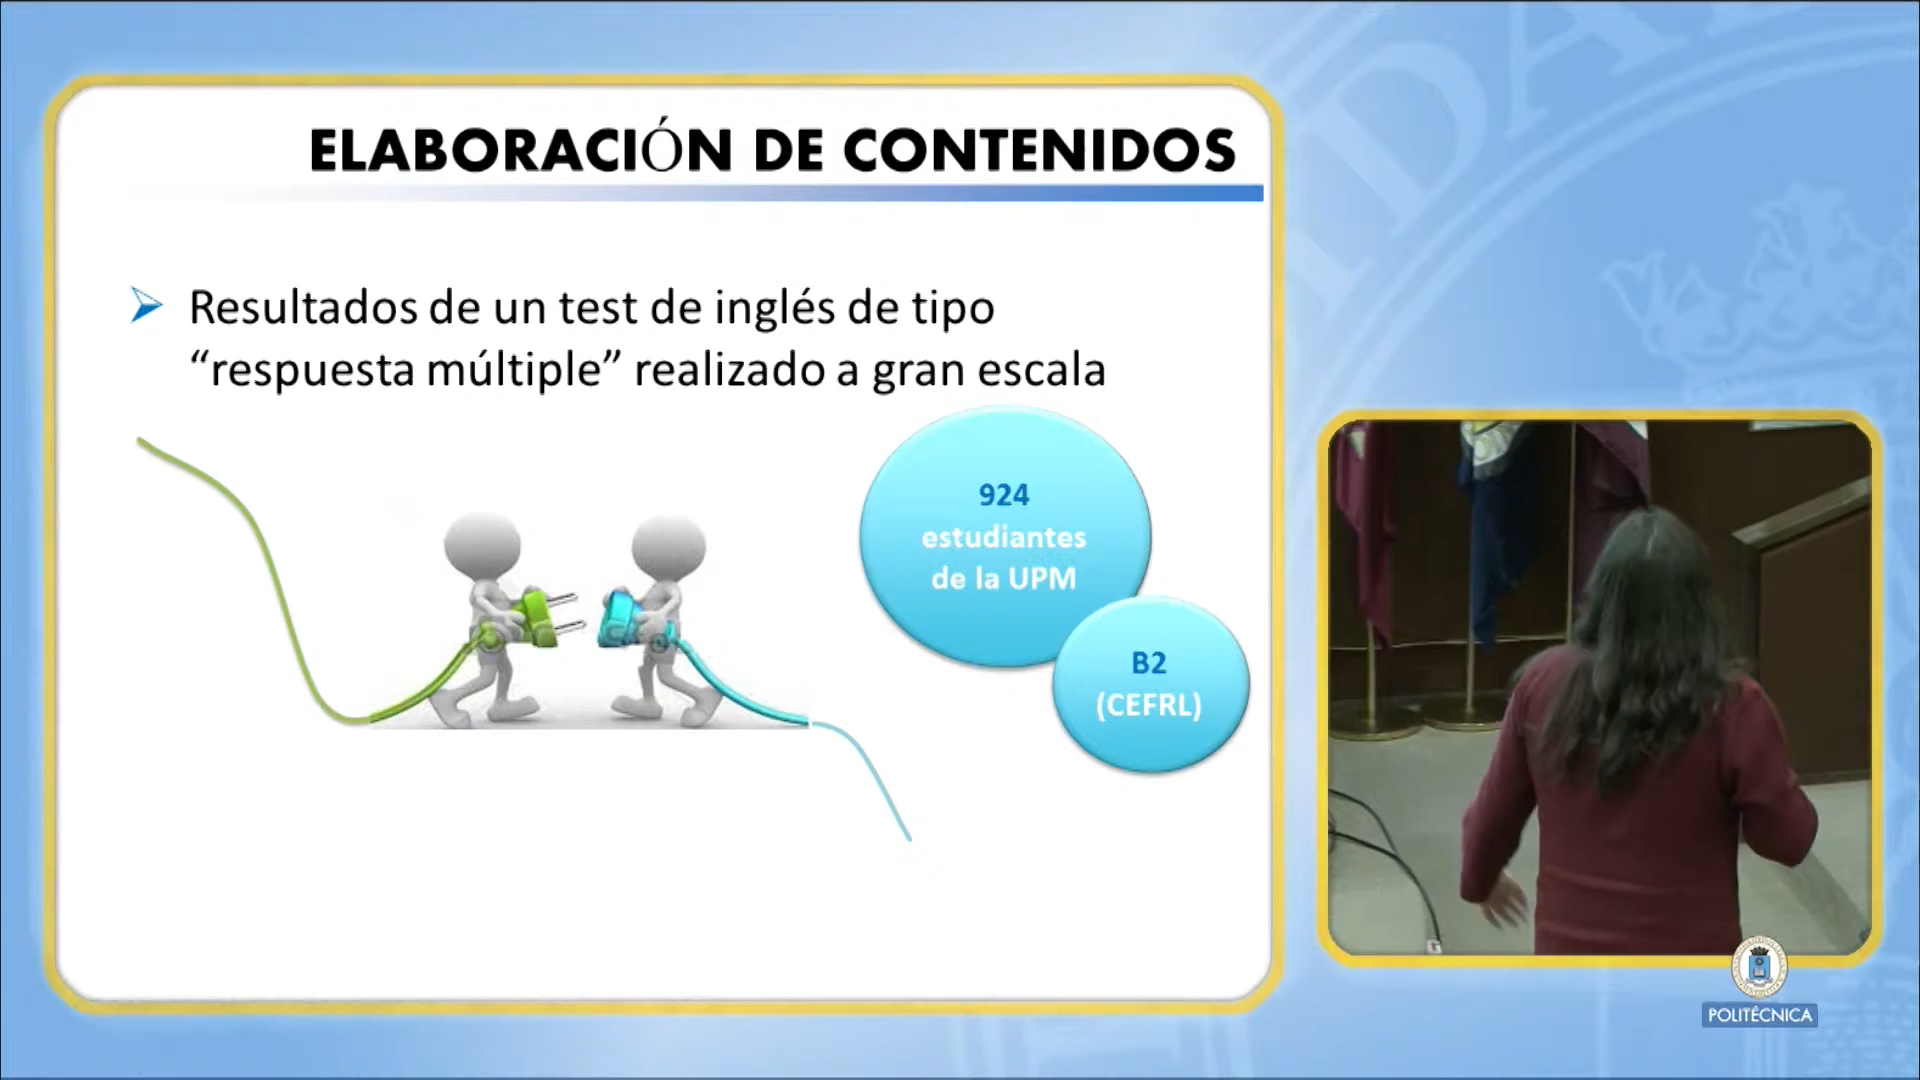 ELABORACIÓN DE CONTENIDOS
Resultados de un test de inglés de tipo
“respuesta múltiple” realizado a gran escala
924
estudiantes
de la UPM
B2
(CEFRL)
POLITÉCNICA